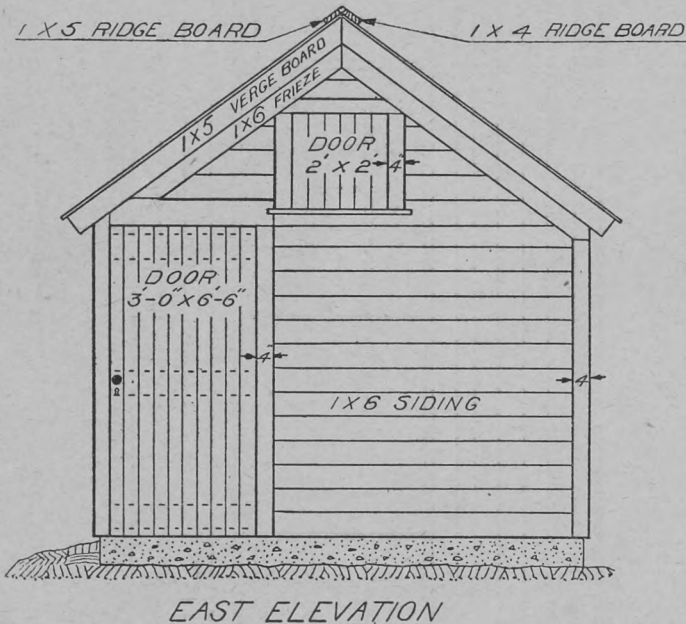 1 X 5 RIDGE BOARD
1 X 4 RIDGE BOARD
1X5 VERGE BOARD
1X6 FRIEZE
DOOR
2' X 2'
4"
DOOR
3'-0" X 6'-6"
4"
1X6 SIDING
4
EAST ELEVATION